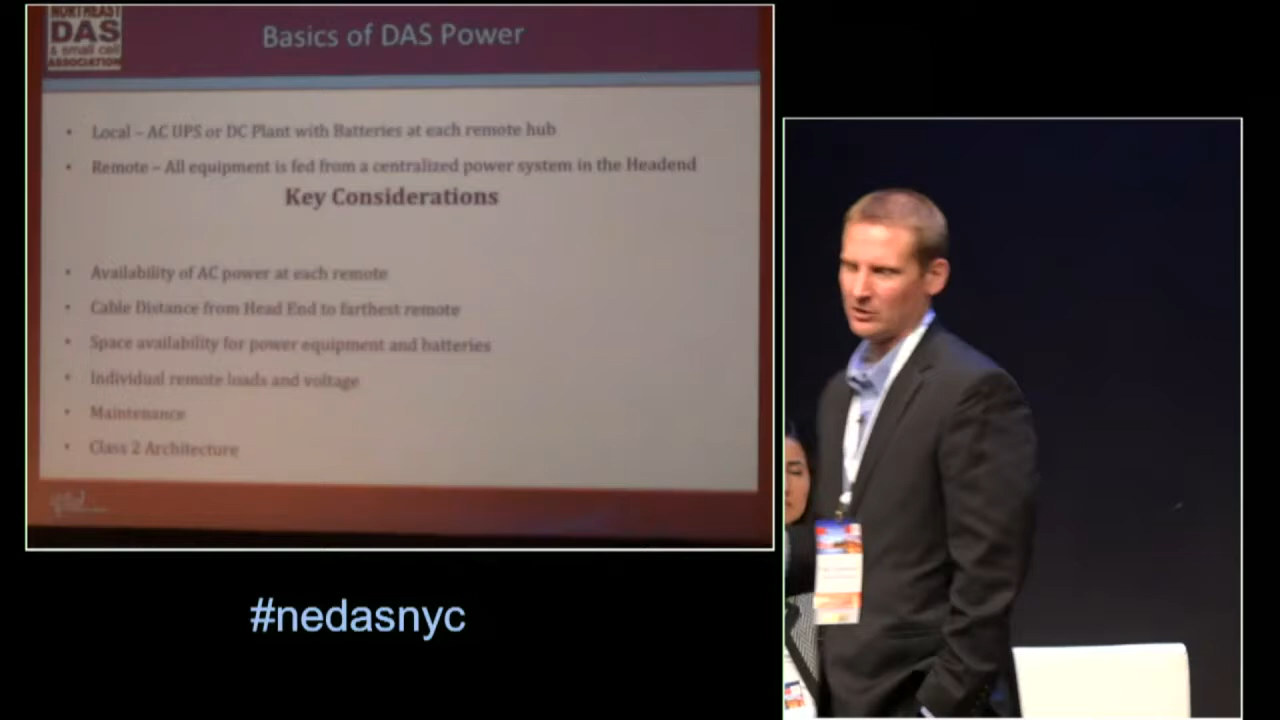 NORTHEAST
DAS
& small cell
ASSOCIATION
Basics of DAS Power
• Local – AC UPS or DC Plant with Batteries at each remote hub
• Remote – All equipment is fed from a centralized power system in the Headend
Key Considerations
• Availability of AC power at each remote
• Cable Distance from Head End to farthest remote
• Space availability for power equipment and batteries
• Individual remote loads and voltage
• Maintenance
• Class 2 Architecture
#nedasnyc